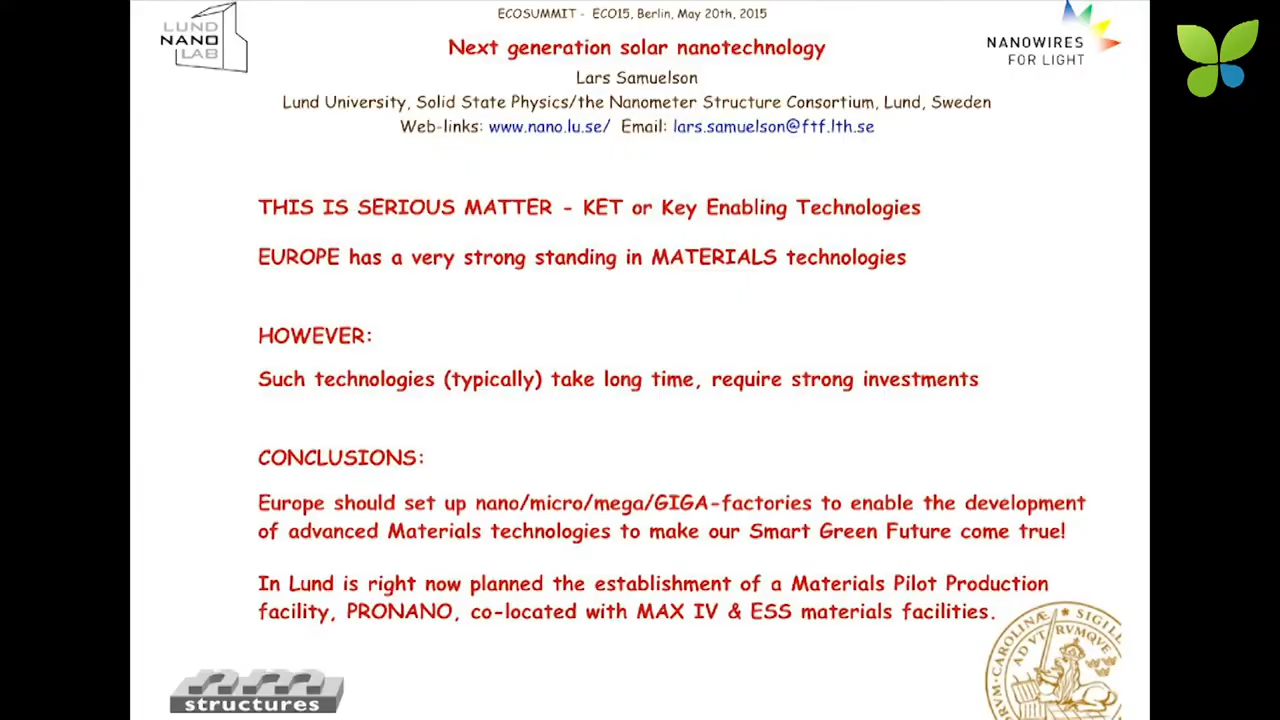 ECOSUMMIT - ECO15, Berlin, May 20th, 2015
LUND
NANO
LAB
Next generation solar nanotechnology
NANOWIRES
FOR LIGHT
Lars Samuelson
Lund University, Solid State Physics/the Nanometer Structure Consortium, Lund, Sweden
Web-links: www.nano.lu.se/ Email: lars.samuelson@ftf.lth.se
THIS IS SERIOUS MATTER - KET or Key Enabling Technologies
EUROPE has a very strong standing in MATERIALS technologies
HOWEVER:
Such technologies (typically) take long time, require strong investments
CONCLUSIONS:
Europe should set up nano/micro/mega/GIGA-factories to enable the development
of advanced Materials technologies to make our Smart Green Future come true!
In Lund is right now planned the establishment of a Materials Pilot Production
facility, PRONANO, co-located with MAX IV & ESS materials facilities.
nm
structures
CAROLINÆ SIGILL
AD VTRVMQVE